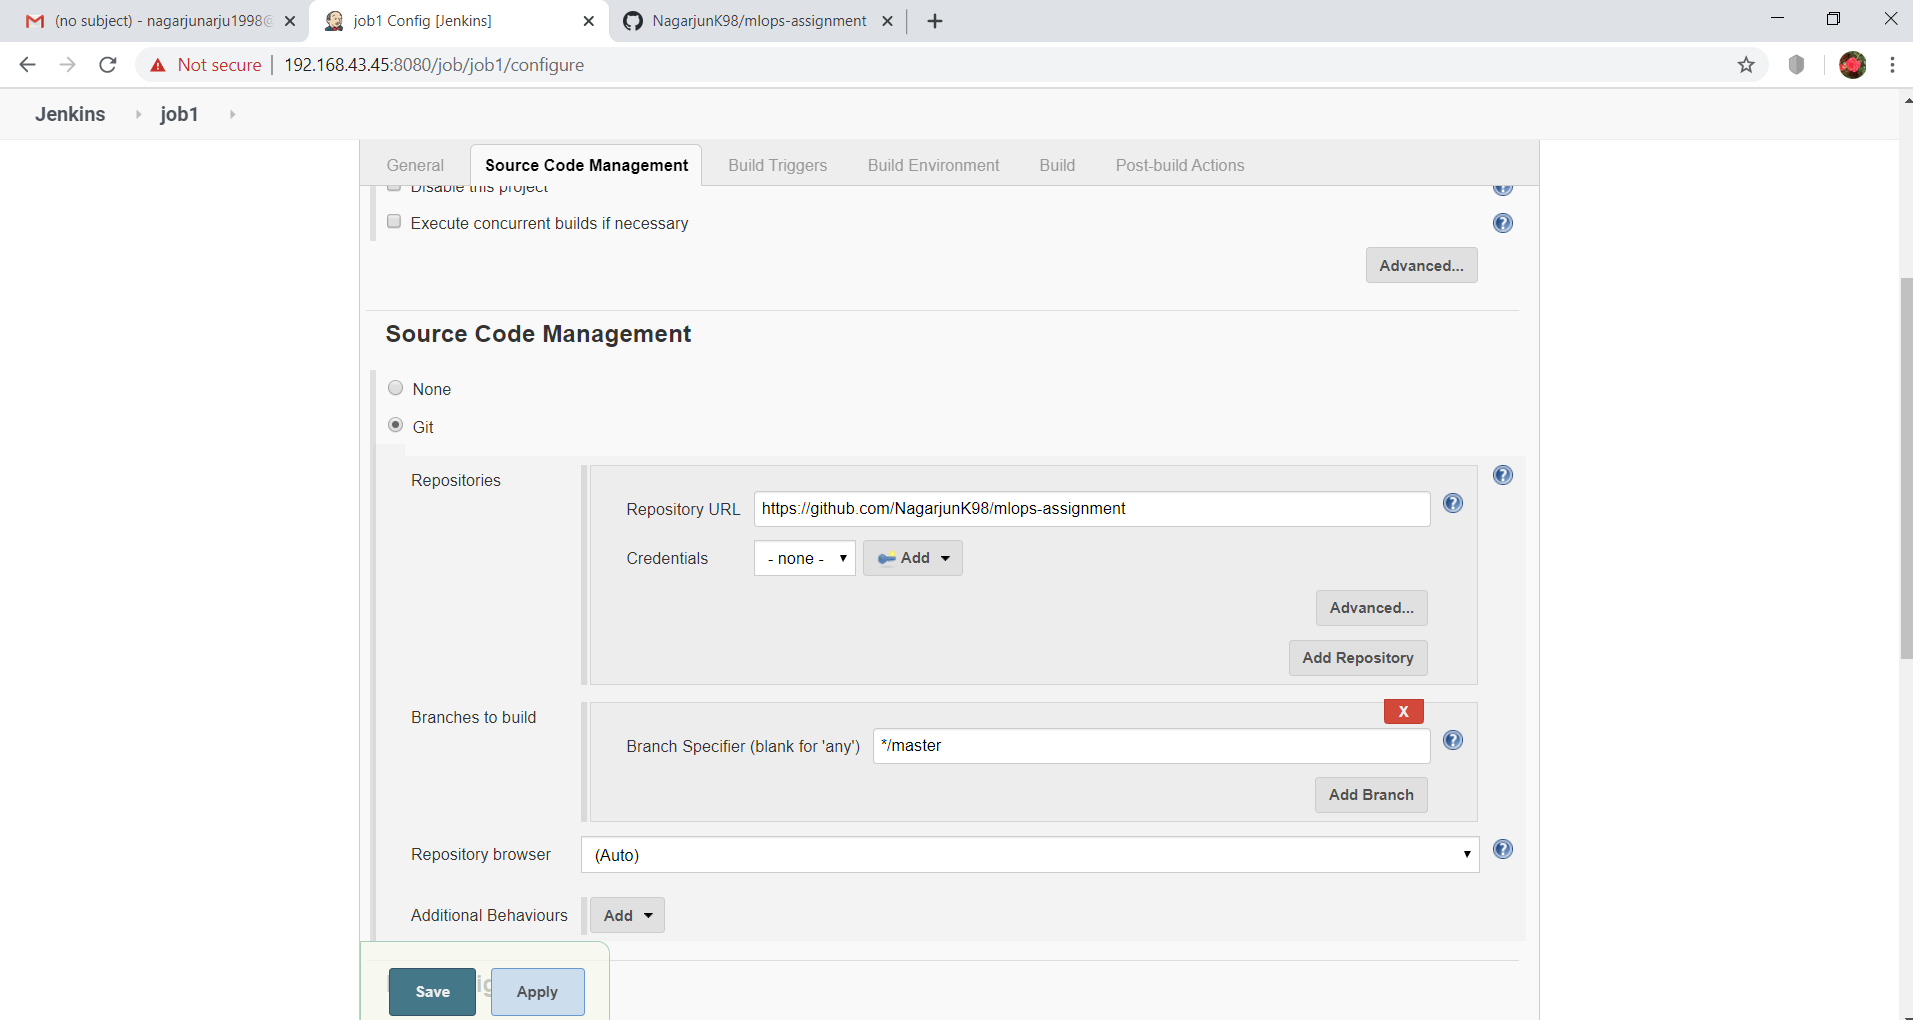 (no subject) - nagarjunarju1998@
job1 Config [Jenkins]
NagarjunK98/mlops-assignment
Not secure
192.168.43.45:8080/job/job1/configure
Jenkins
job1
General
Source Code Management
Build Triggers
Build Environment
Build
Post-build Actions
Disable this project
Execute concurrent builds if necessary
Advanced...
Source Code Management
None
Git
Repositories
Repository URL
https://github.com/NagarjunK98/mlops-assignment
Credentials
- none -
Add
Advanced...
Add Repository
Branches to build
X
Branch Specifier (blank for 'any')
*/master
Add Branch
Repository browser
(Auto)
Additional Behaviours
Add
Save
Apply